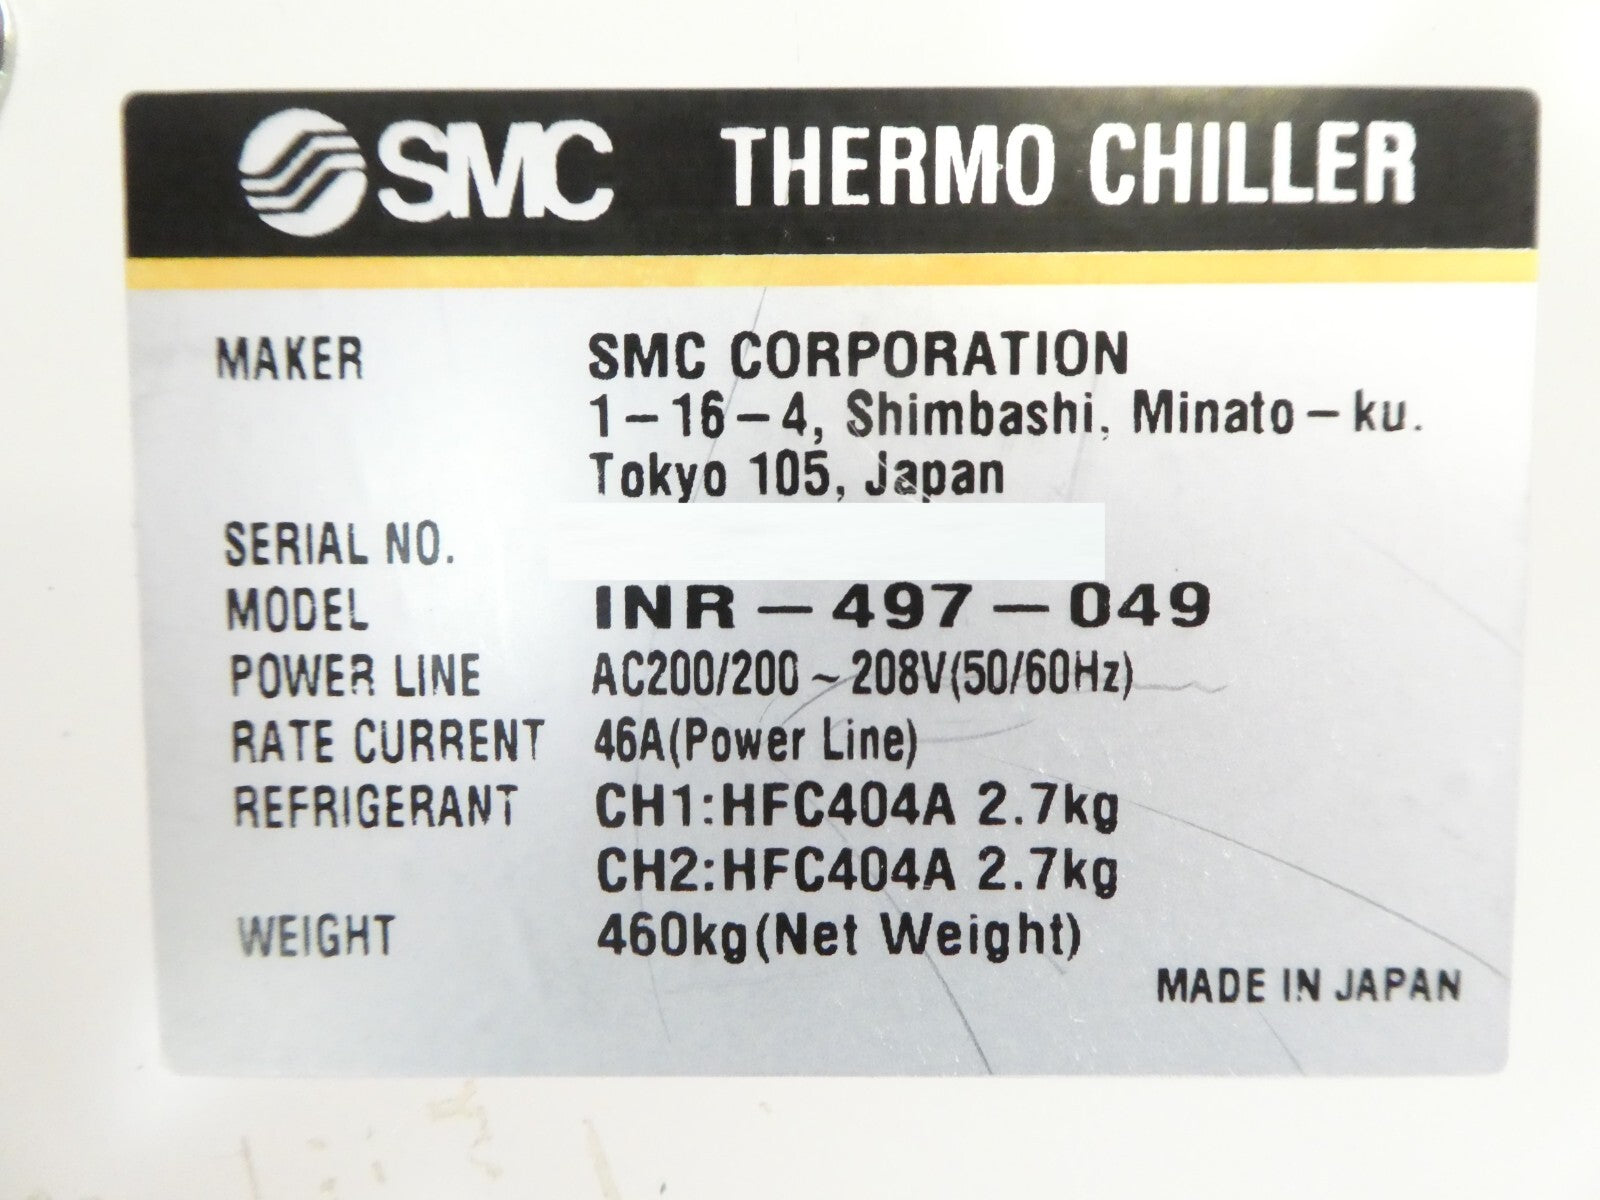 SMC THERMO CHILLER
MAKER SMC CORPORATION
1-16-4, Shimbashi, Minato-ku.
Tokyo 105, Japan
SERIAL NO.
MODEL INR-497-049
POWER LINE AC200/200~208V(50/60Hz)
RATE CURRENT 46A(Power Line)
REFRIGERANT CH1:HFC404A 2.7kg
CH2:HFC404A 2.7kg
WEIGHT 460kg(Net Weight)
MADE IN JAPAN